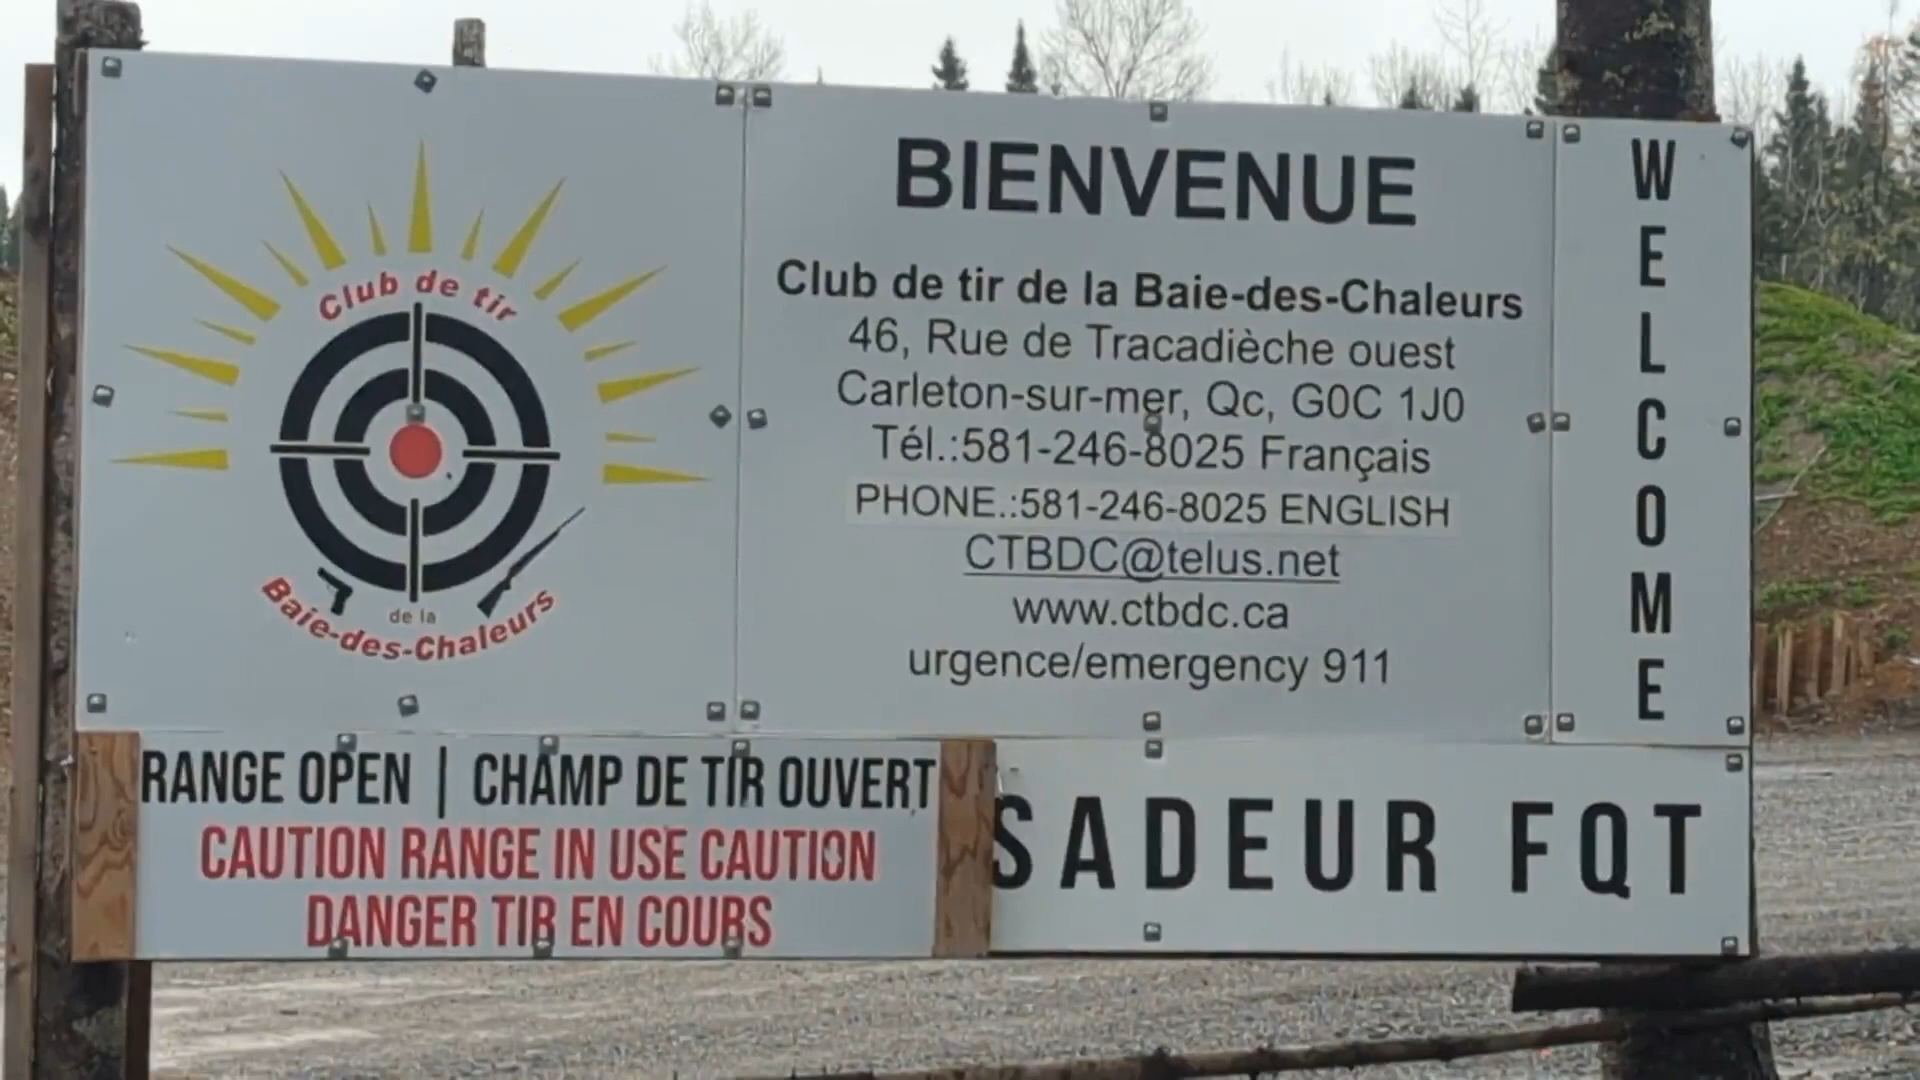 Club de tir
de la
Baie-des-Chaleurs
BIENVENUE
Club de tir de la Baie-des-Chaleurs
46, Rue de Tracadièche ouest
Carleton-sur-mer, Qc, G0C 1J0
Tél.:581-246-8025 Français
PHONE.:581-246-8025 ENGLISH
CTBDC@telus.net
www.ctbdc.ca
urgence/emergency 911
WELCOME
RANGE OPEN | CHAMP DE TIR OUVERT
CAUTION RANGE IN USE CAUTION
DANGER TIR EN COURS
SADEUR FQT